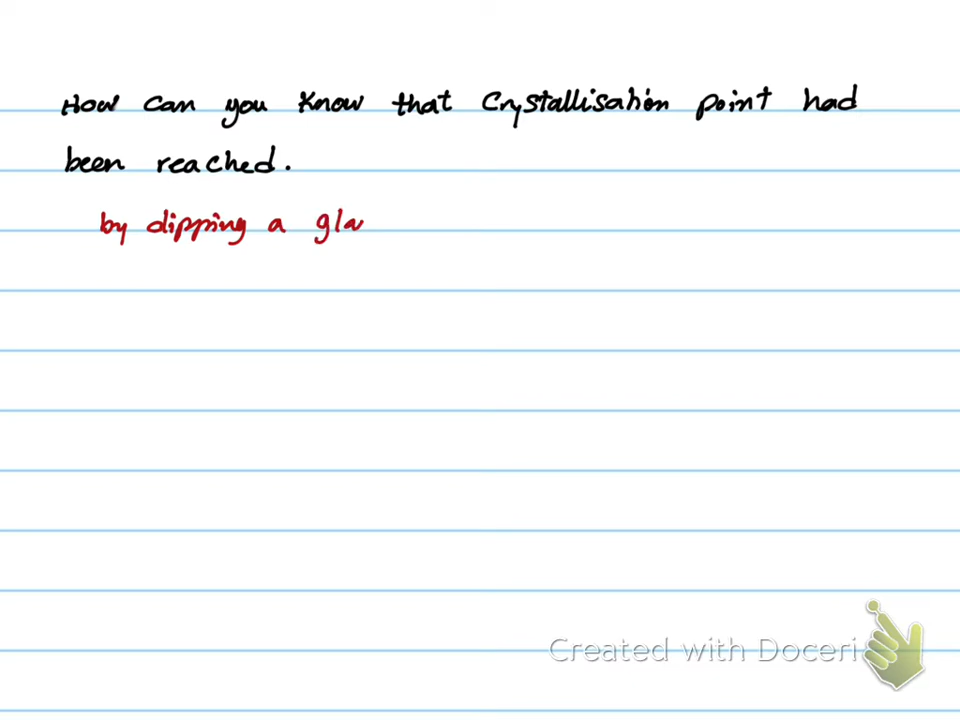 How can you know that Crystallisation point had
been reached.
by dipping a gla
Created with Doceri